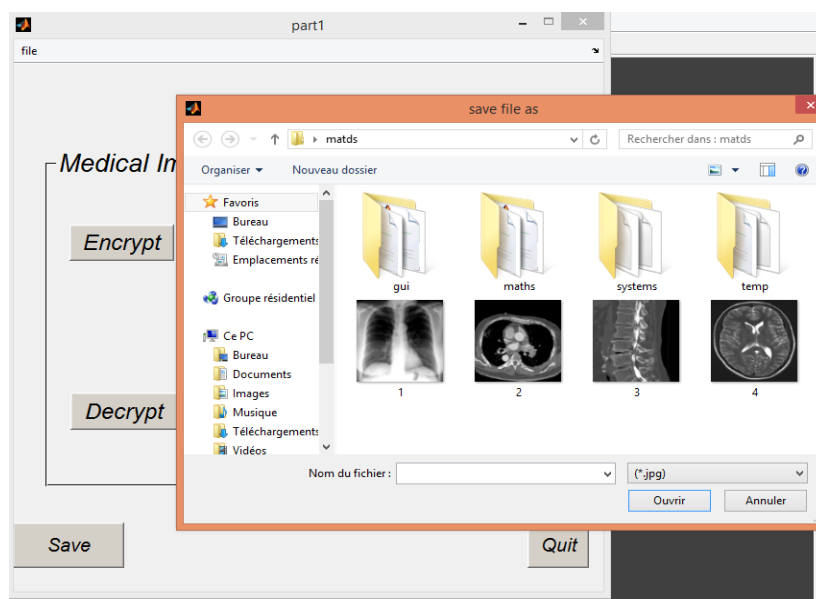 part1
file
save file as
matds
Rechercher dans : matds
Organiser
Nouveau dossier
Medical Im
Encrypt
Decrypt
Save
Quit
Favoris
Bureau
Téléchargements
Emplacements ré
Groupe résidentiel
Ce PC
Bureau
Documents
Images
Musique
Téléchargements
Vidéos
gui
maths
systems
temp
1
2
3
4
Nom du fichier :
(*.jpg)
Ouvrir
Annuler